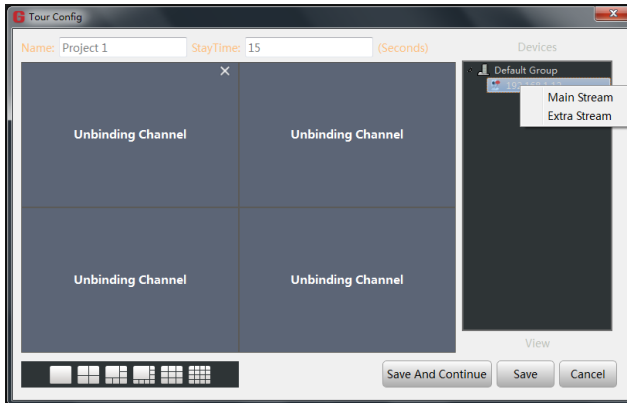 Tour Config
Name: Project 1 StayTime: 15 (Seconds) Devices
Default Group
Main Stream
Extra Stream
Unbinding Channel Unbinding Channel
Unbinding Channel Unbinding Channel
View
Save And Continue Save Cancel